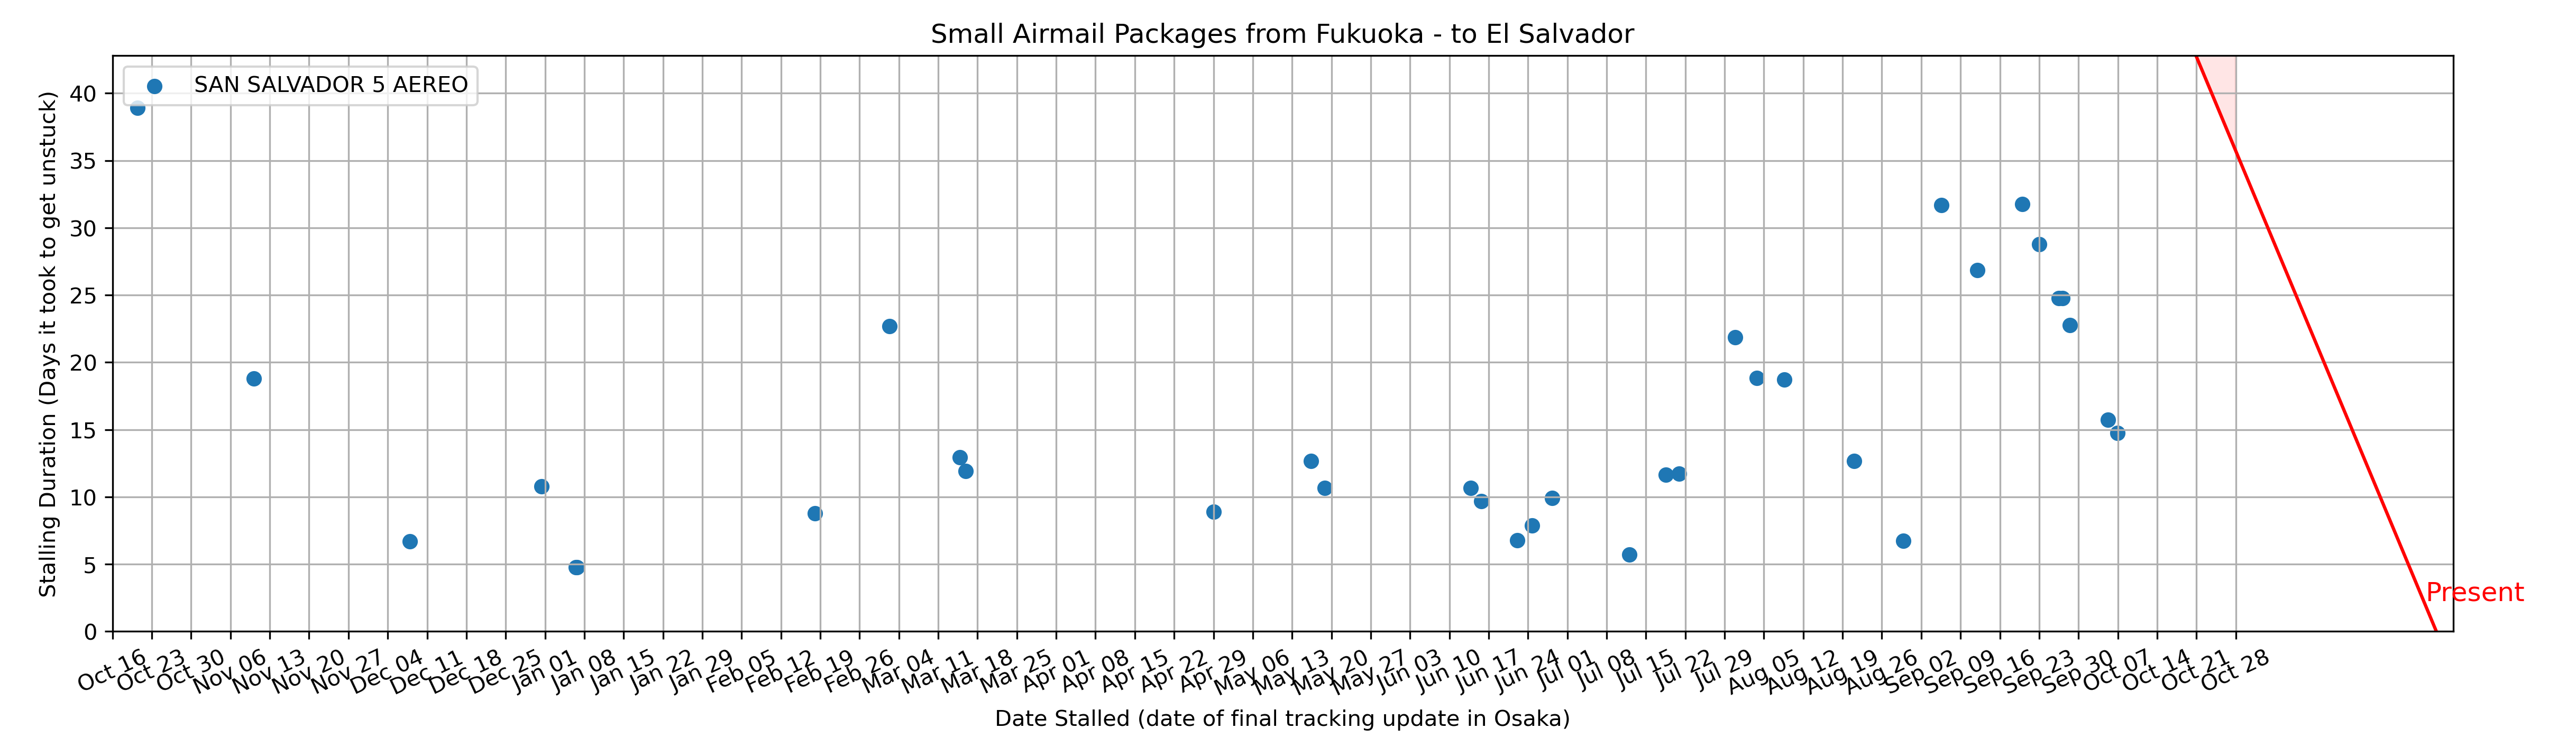 Small Airmail Packages from Fukuoka - to El Salvador
SAN SALVADOR 5 AEREO
Stalling Duration (Days it took to get unstuck)
40
35
30
25
20
15
10
5
0
Present
Oct 16
Oct 23
Oct 30
Nov 06
Nov 13
Nov 20
Nov 27
Dec 04
Dec 11
Dec 18
Dec 25
Jan 01
Jan 08
Jan 15
Jan 22
Jan 29
Feb 05
Feb 12
Feb 19
Feb 26
Mar 04
Mar 11
Mar 18
Mar 25
Apr 01
Apr 08
Apr 15
Apr 22
Apr 29
May 06
May 13
May 20
May 27
Jun 03
Jun 10
Jun 17
Jun 24
Jul 01
Jul 08
Jul 15
Jul 22
Jul 29
Aug 05
Aug 12
Aug 19
Aug 26
Sep 02
Sep 09
Sep 16
Sep 23
Sep 30
Oct 07
Oct 14
Oct 21
Oct 28
Date Stalled (date of final tracking update in Osaka)